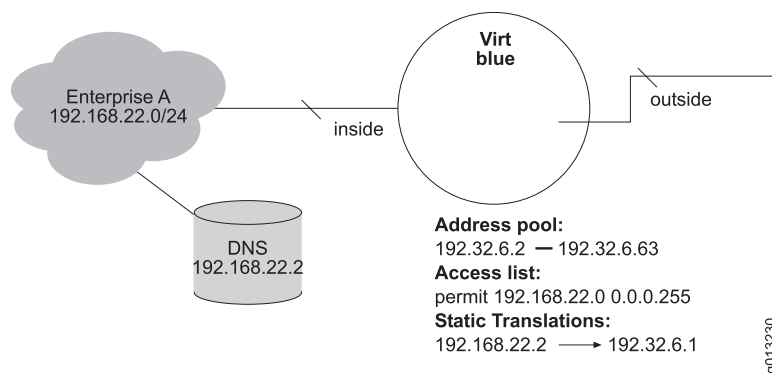 Virt
blue
Enterprise A
192.168.22.0/24
inside
outside
DNS
192.168.22.2
Address pool:
192.32.6.2 — 192.32.6.63
Access list:
permit 192.168.22.0 0.0.0.255
Static Translations:
192.168.22.2 → 192.32.6.1
g013230